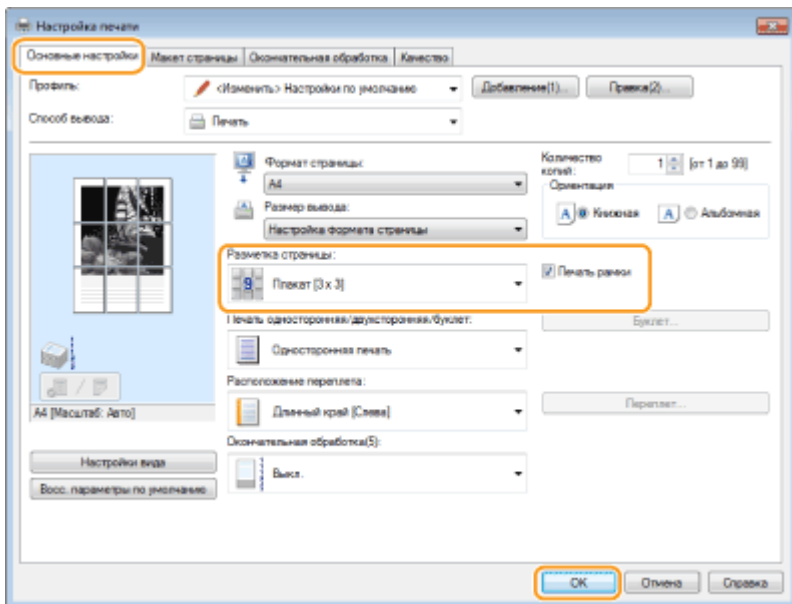 Настройка печати
Основные настройки Макет страницы Окончательная обработка Качество
Профиль: <Изменить> Настройки по умолчанию Добавление(1)... Правка(2)...
Способ вывода: Печать
Формат страницы: Количество копий: 1 [от 1 до 99]
A4 Ориентация
Размер вывода: A Книжная A Альбомная
Настройка формата страницы
Разметка страницы:
9 Плакат [3 x 3] Печать рамки
Печать односторонняя/двухсторонняя/буклет: Буклет...
Односторонняя печать
Расположение переплета:
A4 [Масштаб: Авто] Длинный край [Слева] Переплет...
Окончательная обработка(5):
Настройки вида Выкл.
Восс. параметры по умолчанию
OK Отмена Справка